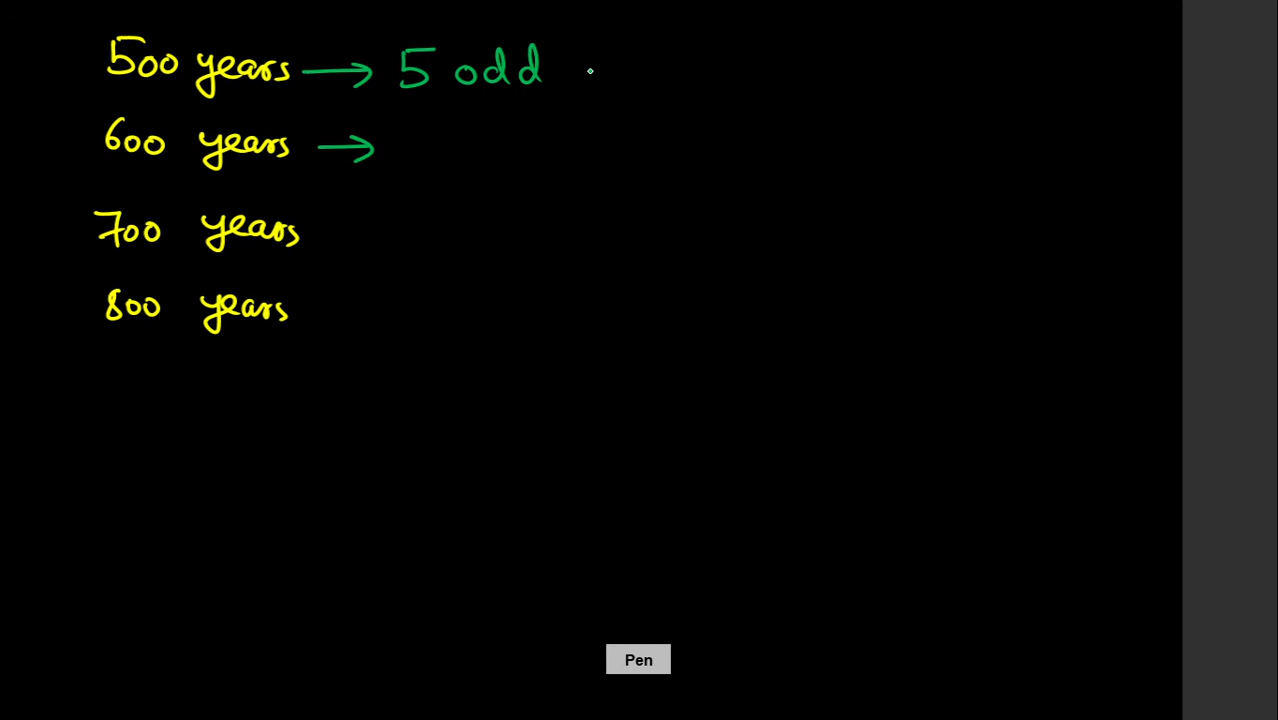 500 years → 5 odd
600 years →
700 years
800 years
Pen